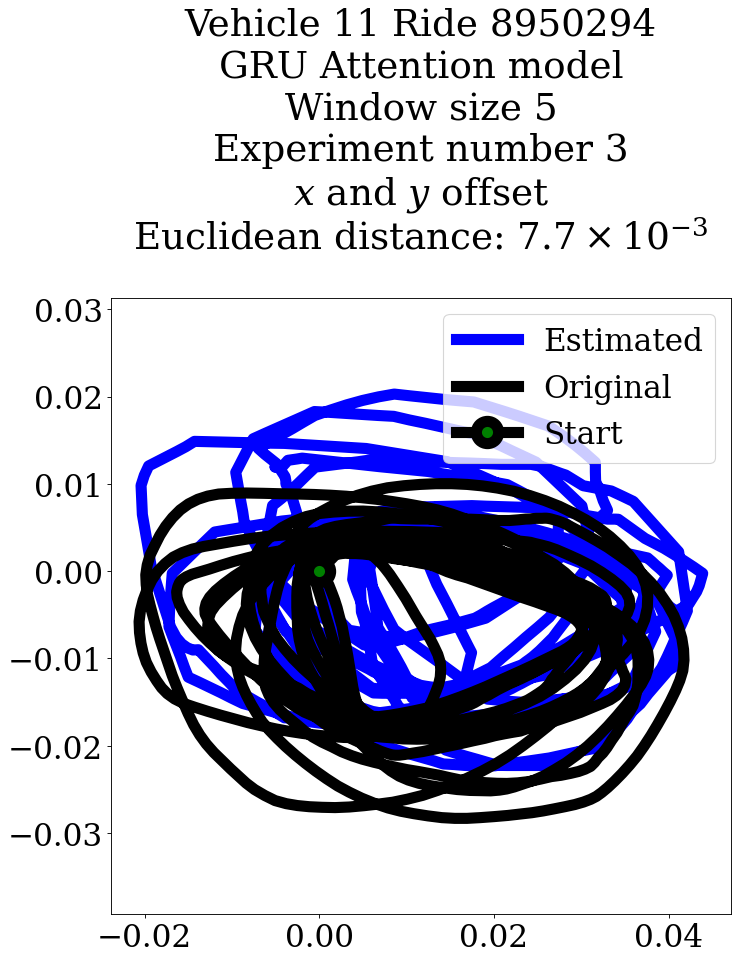 Vehicle 11 Ride 8950294
GRU Attention model
Window size 5
Experiment number 3
x and y offset
Euclidean distance: 7.7 × 10⁻³
0.03
0.02
0.01
0.00
−0.01
−0.02
−0.03
Estimated
Original
Start
−0.02
0.00
0.02
0.04